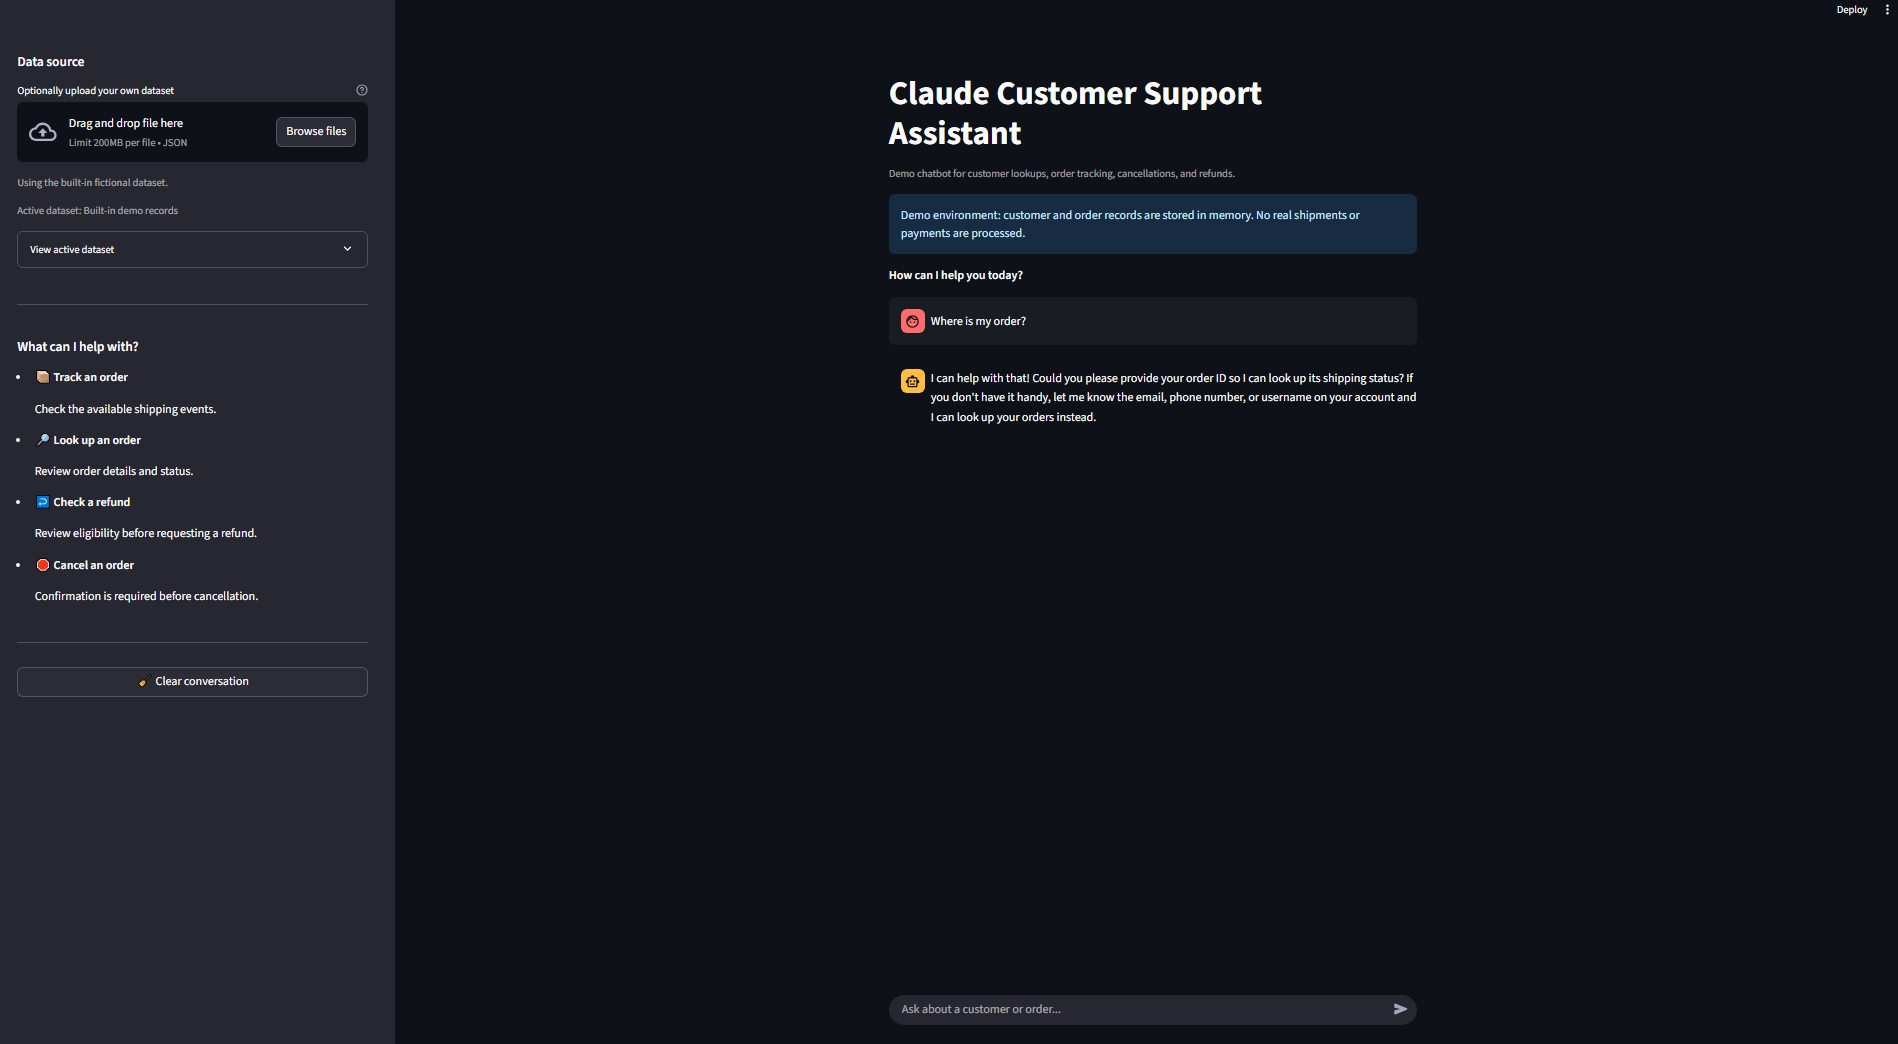 Deploy
Data source
Optionally upload your own dataset
Drag and drop file here
Limit 200MB per file • JSON
Browse files
Using the built-in fictional dataset.
Active dataset: Built-in demo records
View active dataset
What can I help with?
• 📦 Track an order
Check the available shipping events.
• 🔎 Look up an order
Review order details and status.
• ↩️ Check a refund
Review eligibility before requesting a refund.
• 🛑 Cancel an order
Confirmation is required before cancellation.
🧹 Clear conversation
Claude Customer Support
Assistant
Demo chatbot for customer lookups, order tracking, cancellations, and refunds.
Demo environment: customer and order records are stored in memory. No real shipments or
payments are processed.
How can I help you today?
Where is my order?
I can help with that! Could you please provide your order ID so I can look up its shipping status? If
you don't have it handy, let me know the email, phone number, or username on your account and
I can look up your orders instead.
Ask about a customer or order...